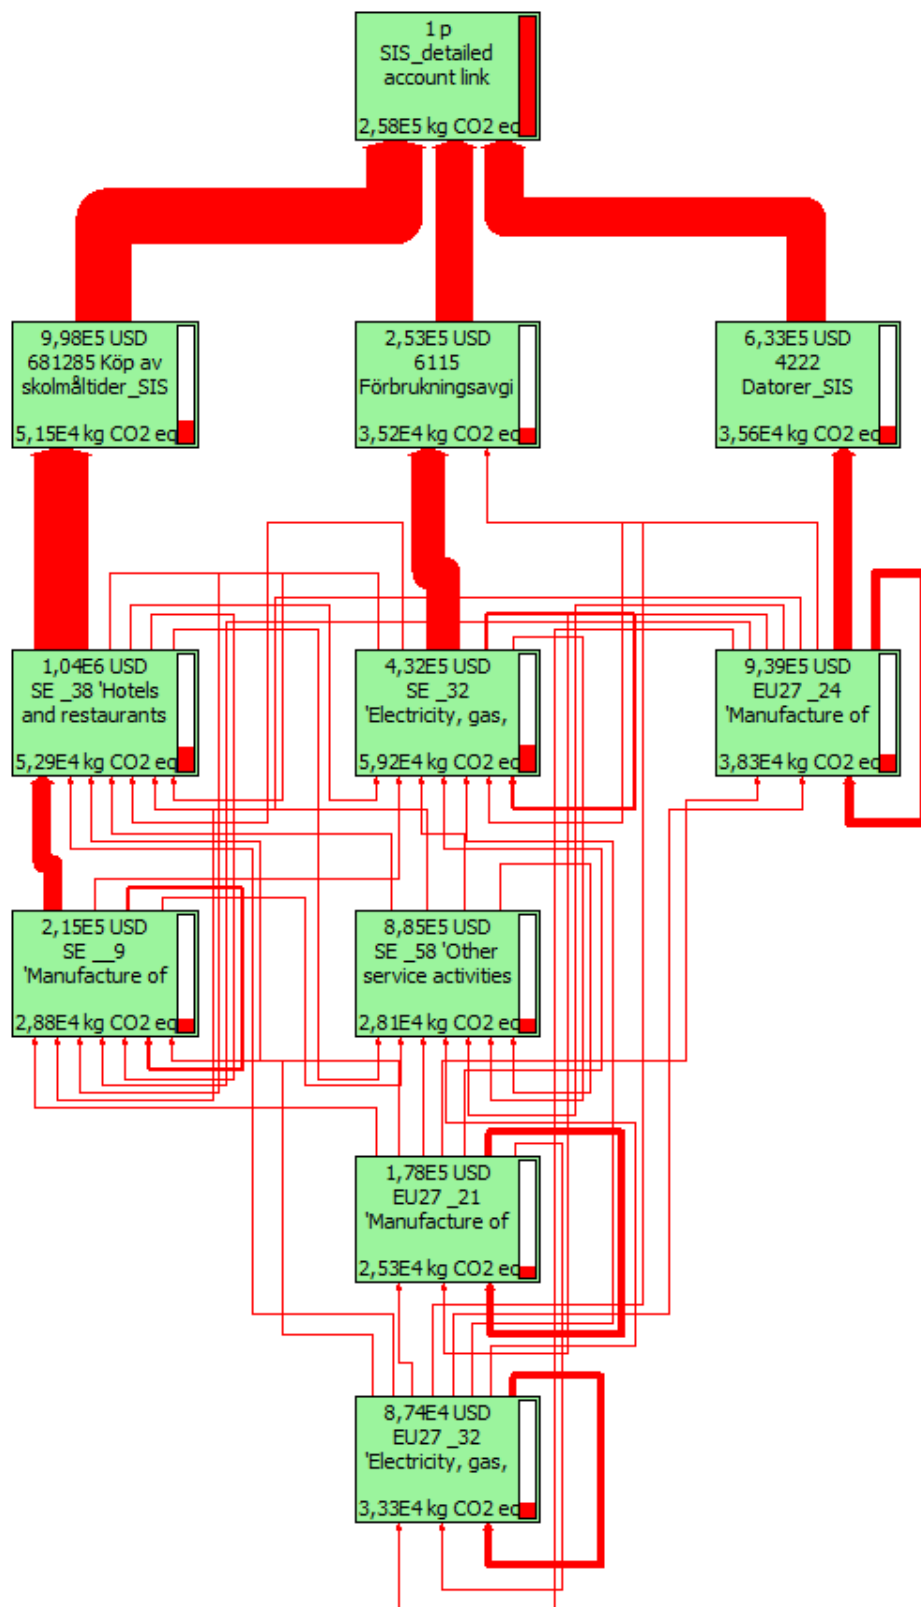 1 p
SIS_detailed
account link
2,58E5 kg CO2 eq
9,98E5 USD
681285 Köp av
skolmåltider_SIS
5,15E4 kg CO2 eq
2,53E5 USD
6115
Förbrukningsavgi
3,52E4 kg CO2 eq
6,33E5 USD
4222
Datorer_SIS
3,56E4 kg CO2 eq
1,04E6 USD
SE _38 'Hotels
and restaurants
5,29E4 kg CO2 eq
4,32E5 USD
SE _32
'Electricity, gas,
5,92E4 kg CO2 eq
9,39E5 USD
EU27 _24
'Manufacture of
3,83E4 kg CO2 eq
2,15E5 USD
SE __9
'Manufacture of
2,88E4 kg CO2 eq
8,85E5 USD
SE _58 'Other
service activities
2,81E4 kg CO2 eq
1,78E5 USD
EU27 _21
'Manufacture of
2,53E4 kg CO2 eq
8,74E4 USD
EU27 _32
'Electricity, gas,
3,33E4 kg CO2 eq